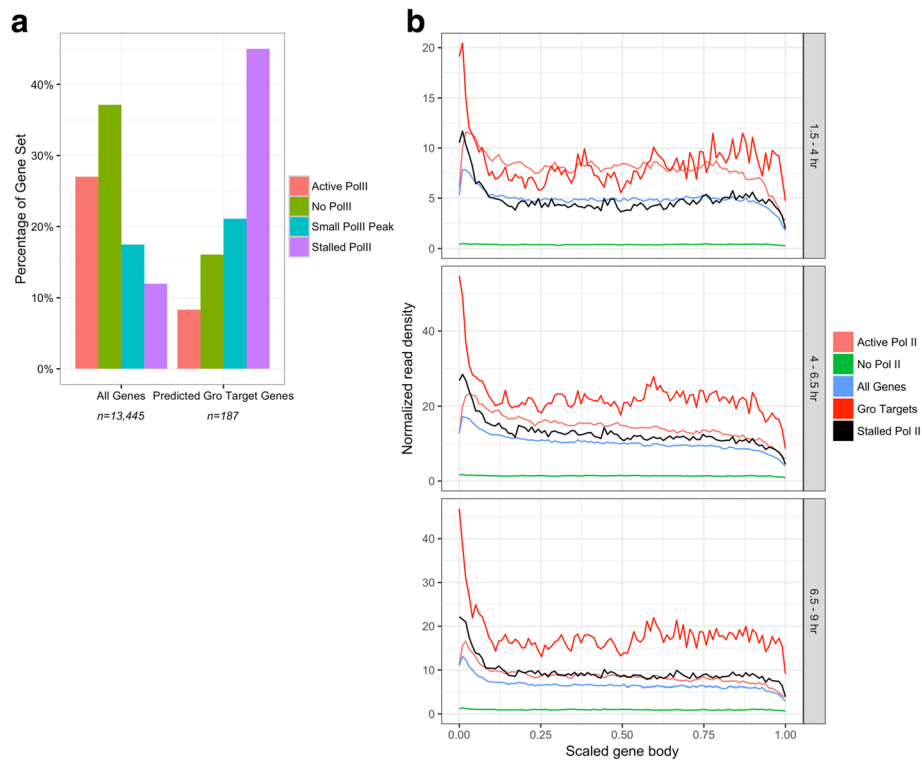 a
Percentage of Gene Set
40%
30%
20%
10%
0%
All Genes
n=13,445
Predicted Gro Target Genes
n=187
Active PolII
No PolII
Small PolII Peak
Stalled PolII
b
Normalized read density
20
15
10
5
0
1.5 - 4 hr
40
20
0
4 - 6.5 hr
40
30
20
10
0
6.5 - 9 hr
0.00
0.25
0.50
0.75
1.00
Scaled gene body
Active Pol II
No Pol II
All Genes
Gro Targets
Stalled Pol II